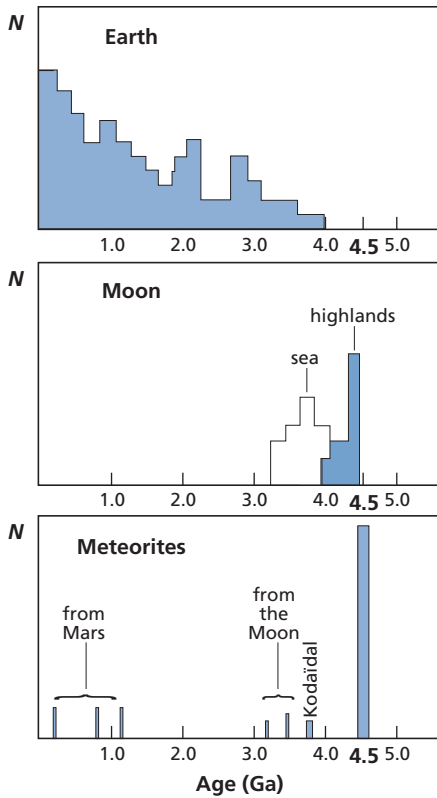 N
Earth
1.0 2.0 3.0 4.0 4.5 5.0
N
Moon
highlands
sea
1.0 2.0 3.0 4.0 4.5 5.0
N
Meteorites
from
Mars
from
the
Moon
Kodaïdal
1.0 2.0 3.0 4.0 4.5 5.0
Age (Ga)